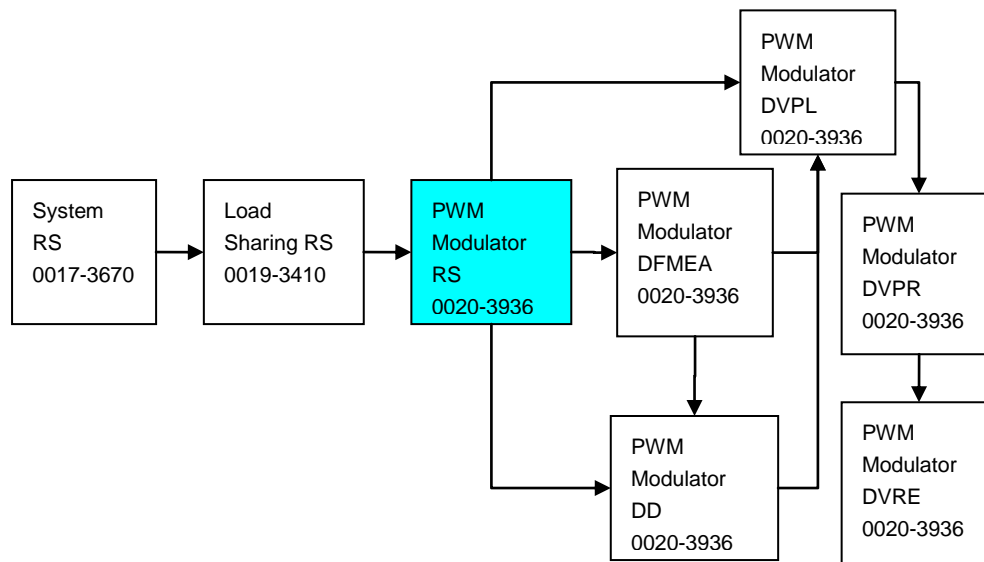 System
RS
0017-3670
Load
Sharing RS
0019-3410
PWM
Modulator
RS
0020-3936
PWM
Modulator
DFMEA
0020-3936
PWM
Modulator
DD
0020-3936
PWM
Modulator
DVPL
0020-3936
PWM
Modulator
DVPR
0020-3936
PWM
Modulator
DVRE
0020-3936